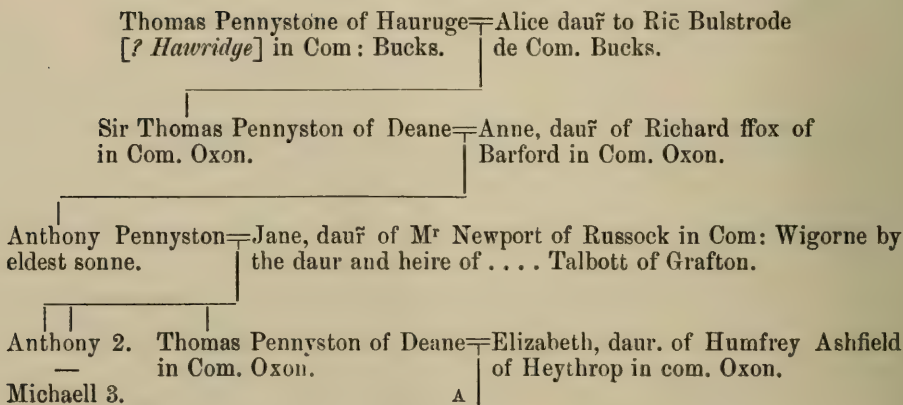 Thomas Pennystone of Hauruge=Alice daur̃ to Ric̄ Bulstrode
[? Hawridge] in Com : Bucks. de Com. Bucks.
Sir Thomas Pennyston of Deane=Anne, daur̃ of Richard ffox of
in Com. Oxon. Barford in Com. Oxon.
Anthony Pennyston=Jane, daur̃ of Mʳ Newport of Russock in Com: Wigorne by
eldest sonne. the daur and heire of . . . . Talbott of Grafton.
Anthony 2. Thomas Pennyston of Deane=Elizabeth, daur. of Humfrey Ashfield
— in Com. Oxon. of Heythrop in com. Oxon.
Michaell 3. A